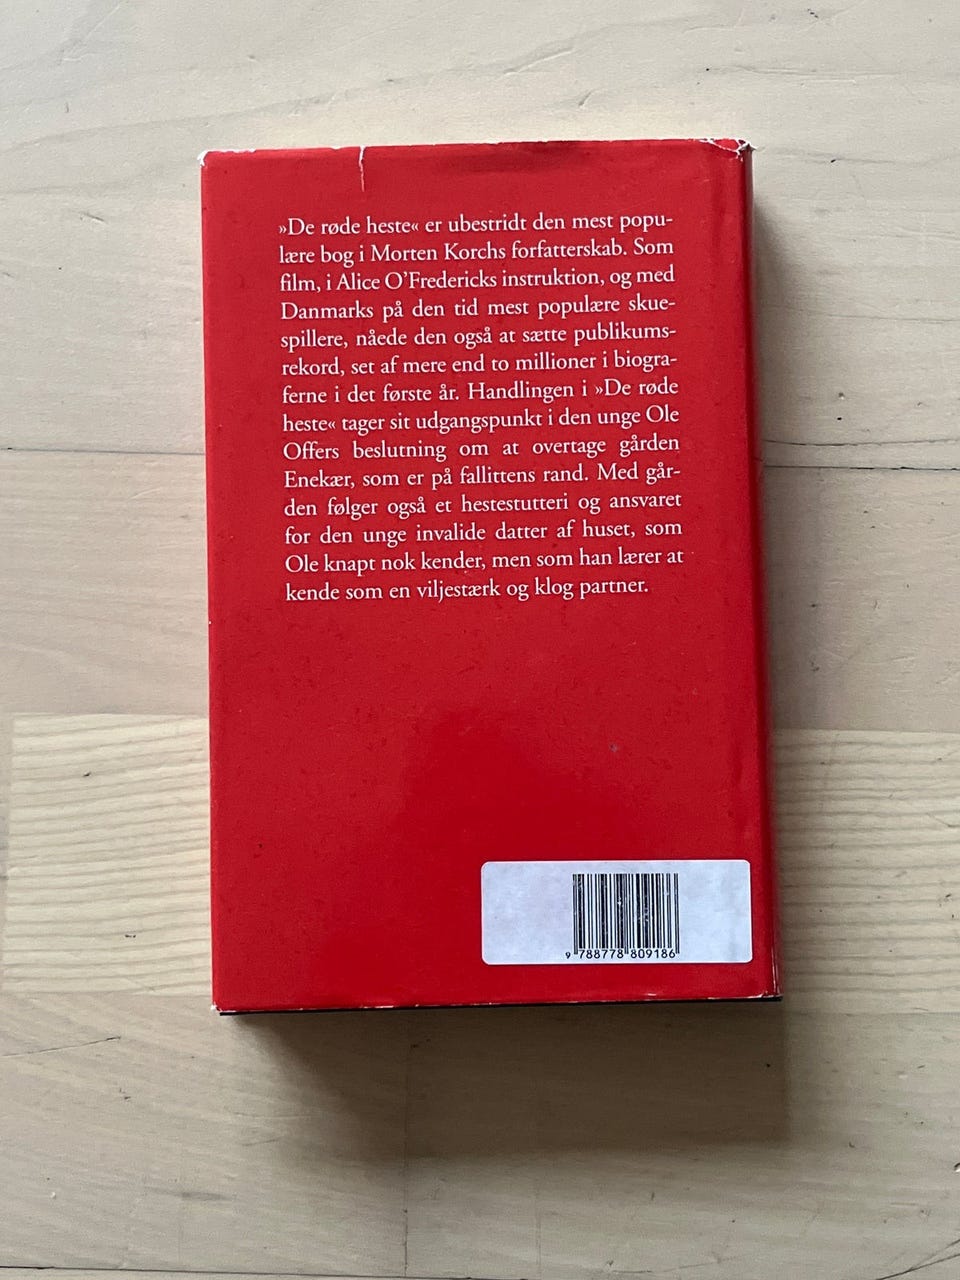 »De røde heste« er ubestridt den mest popu-
lære bog i Morten Korchs forfatterskab. Som
film, i Alice O’Fredericks instruktion, og med
Danmarks på den tid mest populære skue-
spillere, nåede den også at sætte publikums-
rekord, set af mere end to millioner i biogra-
ferne i det første år. Handlingen i »De røde
heste« tager sit udgangspunkt i den unge Ole
Offers beslutning om at overtage gården
Enekær, som er på fallittens rand. Med går-
den følger også et hestestutteri og ansvaret
for den unge invalide datter af huset, som
Ole knapt nok kender, men som han lærer at
kende som en viljestærk og klog partner.
9 788778 809186